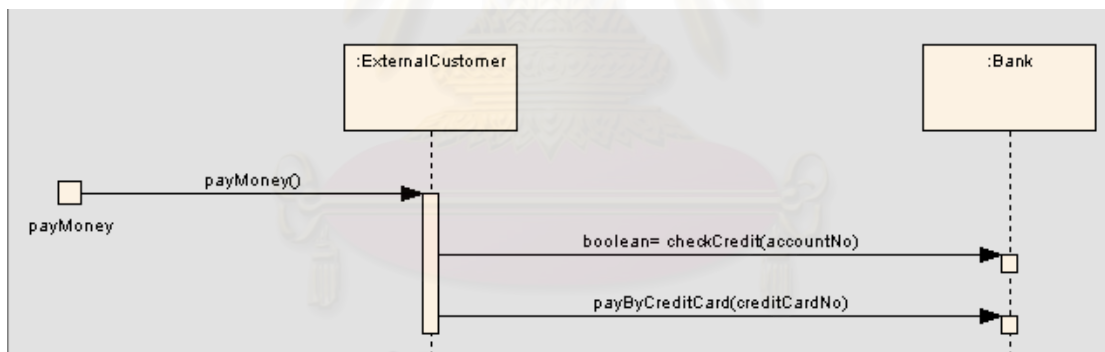 :ExternalCustomer
:Bank
payMoney()
payMoney
boolean= checkCredit(accountNo)
payByCreditCard(creditCardNo)